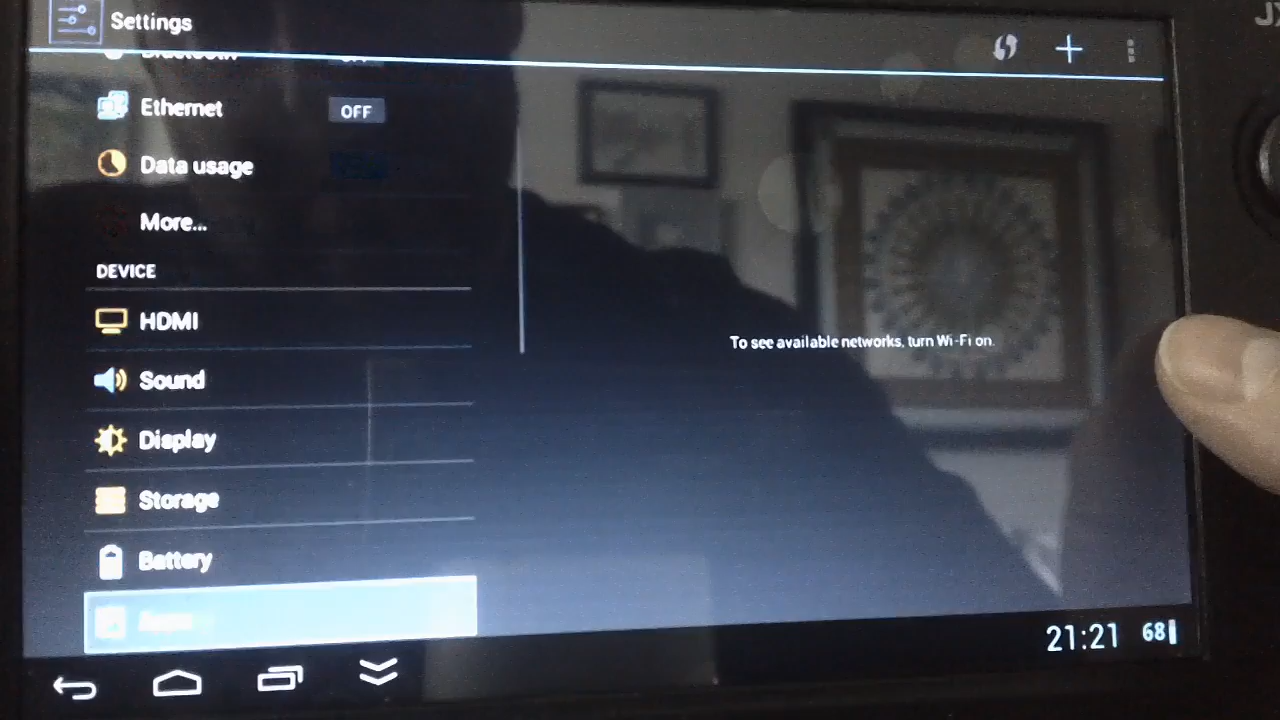 Settings
Bluetooth
Ethernet OFF
Data usage
More...
DEVICE
HDMI
Sound
Display
Storage
Battery
To see available networks, turn Wi-Fi on.
21:21 68